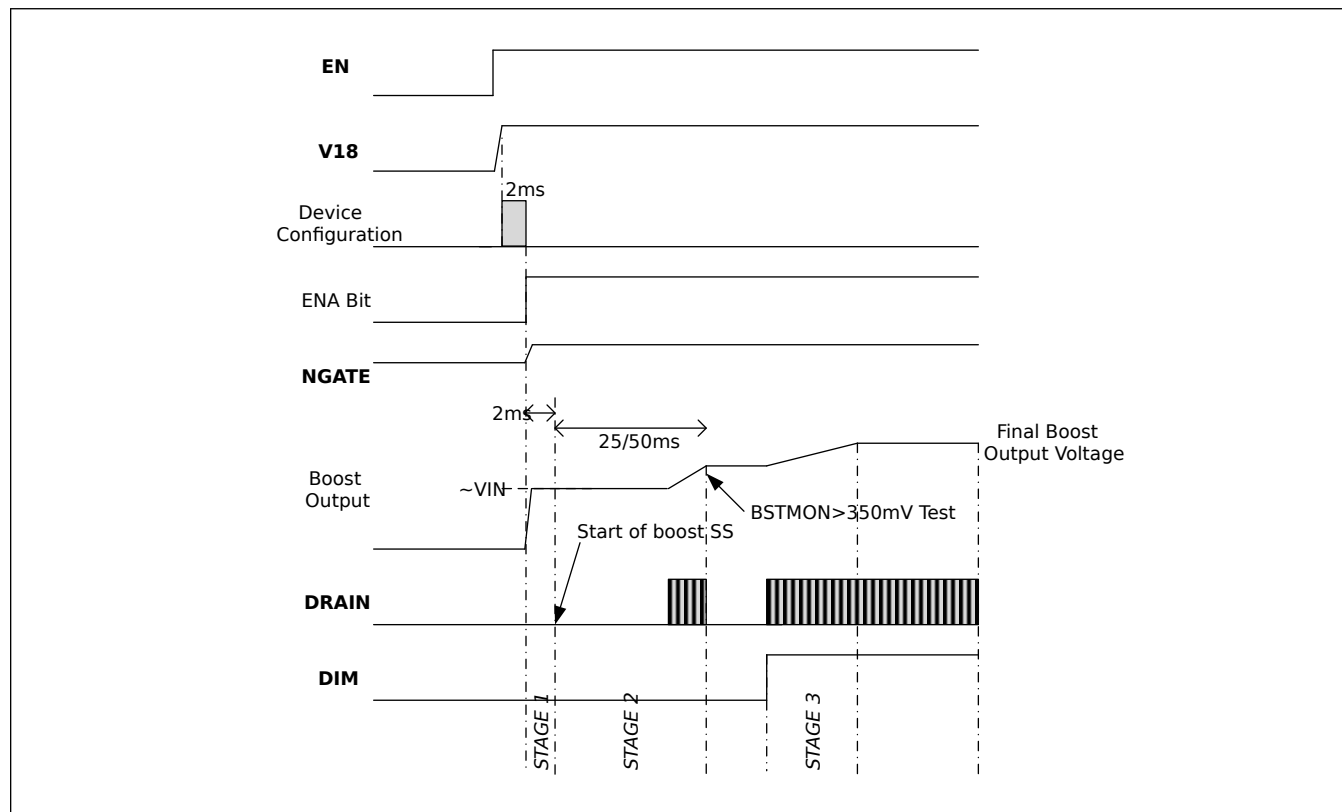 EN
V18
2ms
Device
Configuration
ENA Bit
NGATE
2ms
25/50ms
Final Boost
Output Voltage
Boost
Output
~VIN
BSTMON>350mV Test
Start of boost SS
DRAIN
DIM
STAGE 1
STAGE 2
STAGE 3